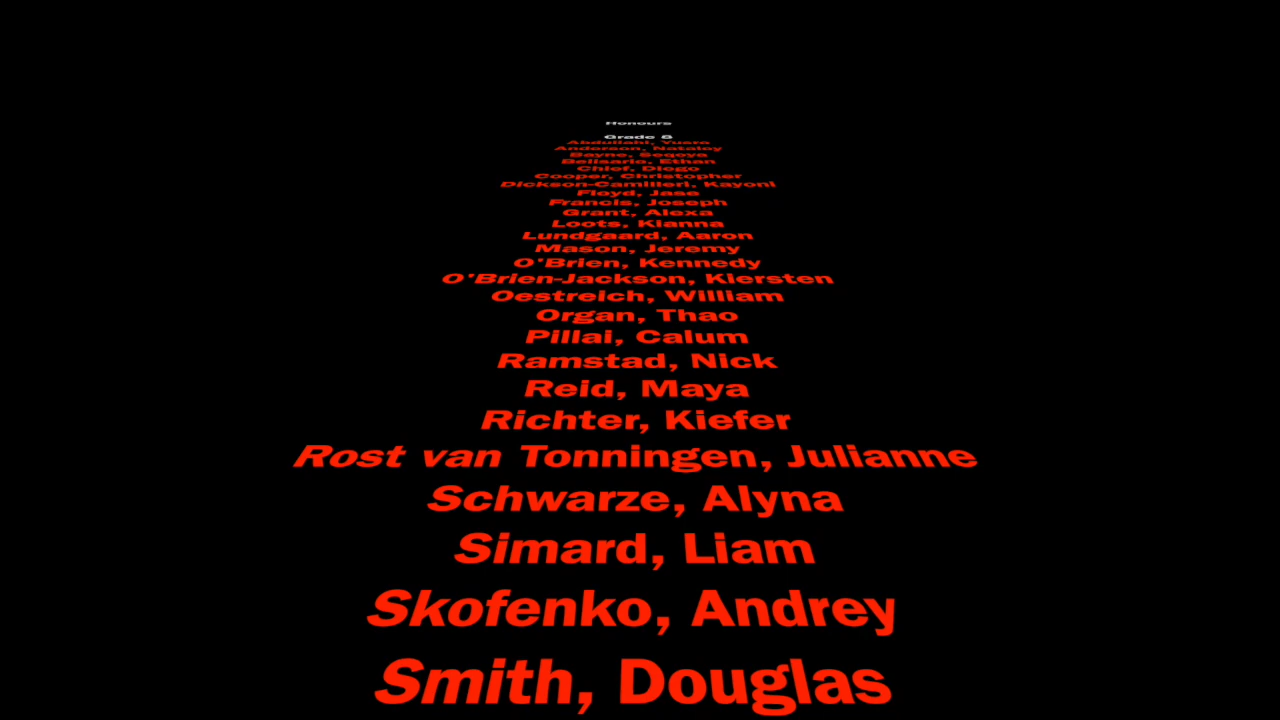 Honours
Grade 8
Abdullahi, Yusra
Anderson, Nataley
Bayne, Seqoya
Belisario, Ethan
Chief, Diego
Cooper, Christopher
Dickson-Camilleri, Kayoni
Floyd, Jase
Francis, Joseph
Grant, Alexa
Loots, Kianna
Lundgaard, Aaron
Mason, Jeremy
O'Brien, Kennedy
O'Brien-Jackson, Kiersten
Oestreich, William
Organ, Thao
Pillai, Calum
Ramstad, Nick
Reid, Maya
Richter, Kiefer
Rost van Tonningen, Julianne
Schwarze, Alyna
Simard, Liam
Skofenko, Andrey
Smith, Douglas